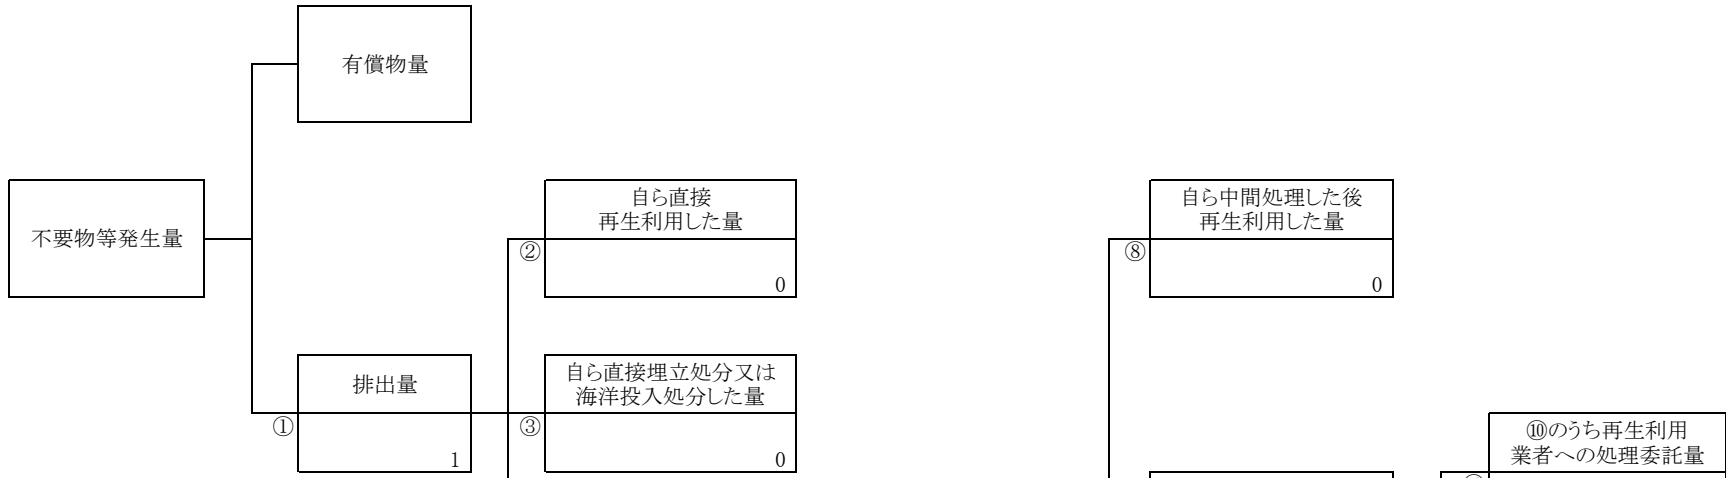 有償物量
不要物等発生量
自ら直接
再生利用した量
②
0
自ら中間処理した後
再生利用した量
⑧
0
排出量
①
1
自ら直接埋立処分又は
海洋投入処分した量
③
0
⑩のうち再生利用
業者への処理委託量